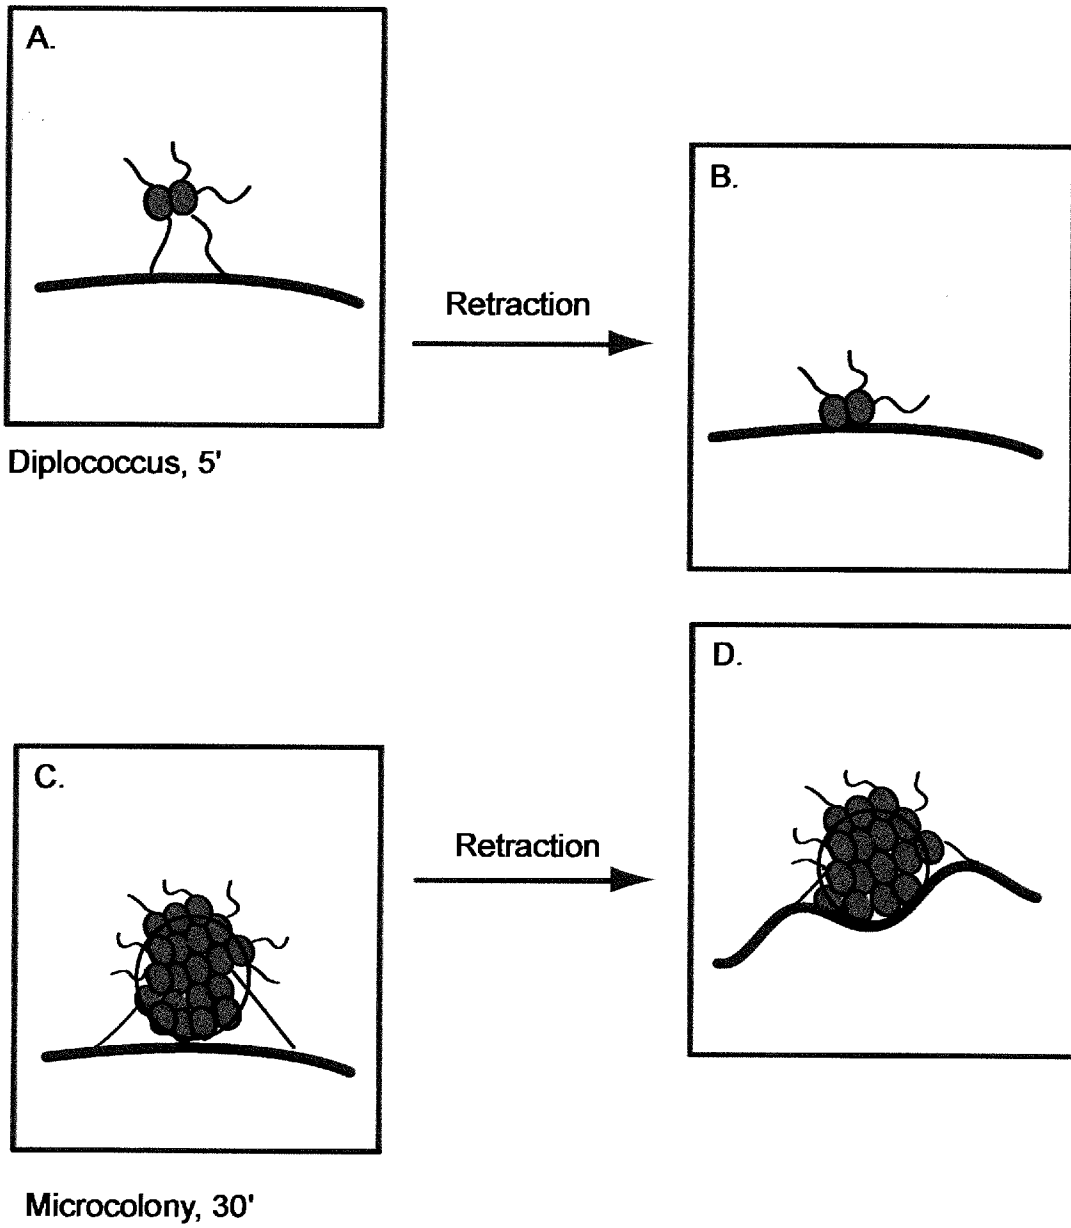 A.
Retraction
B.
Diplococcus, 5'
C.
Retraction
D.
Microcolony, 30'